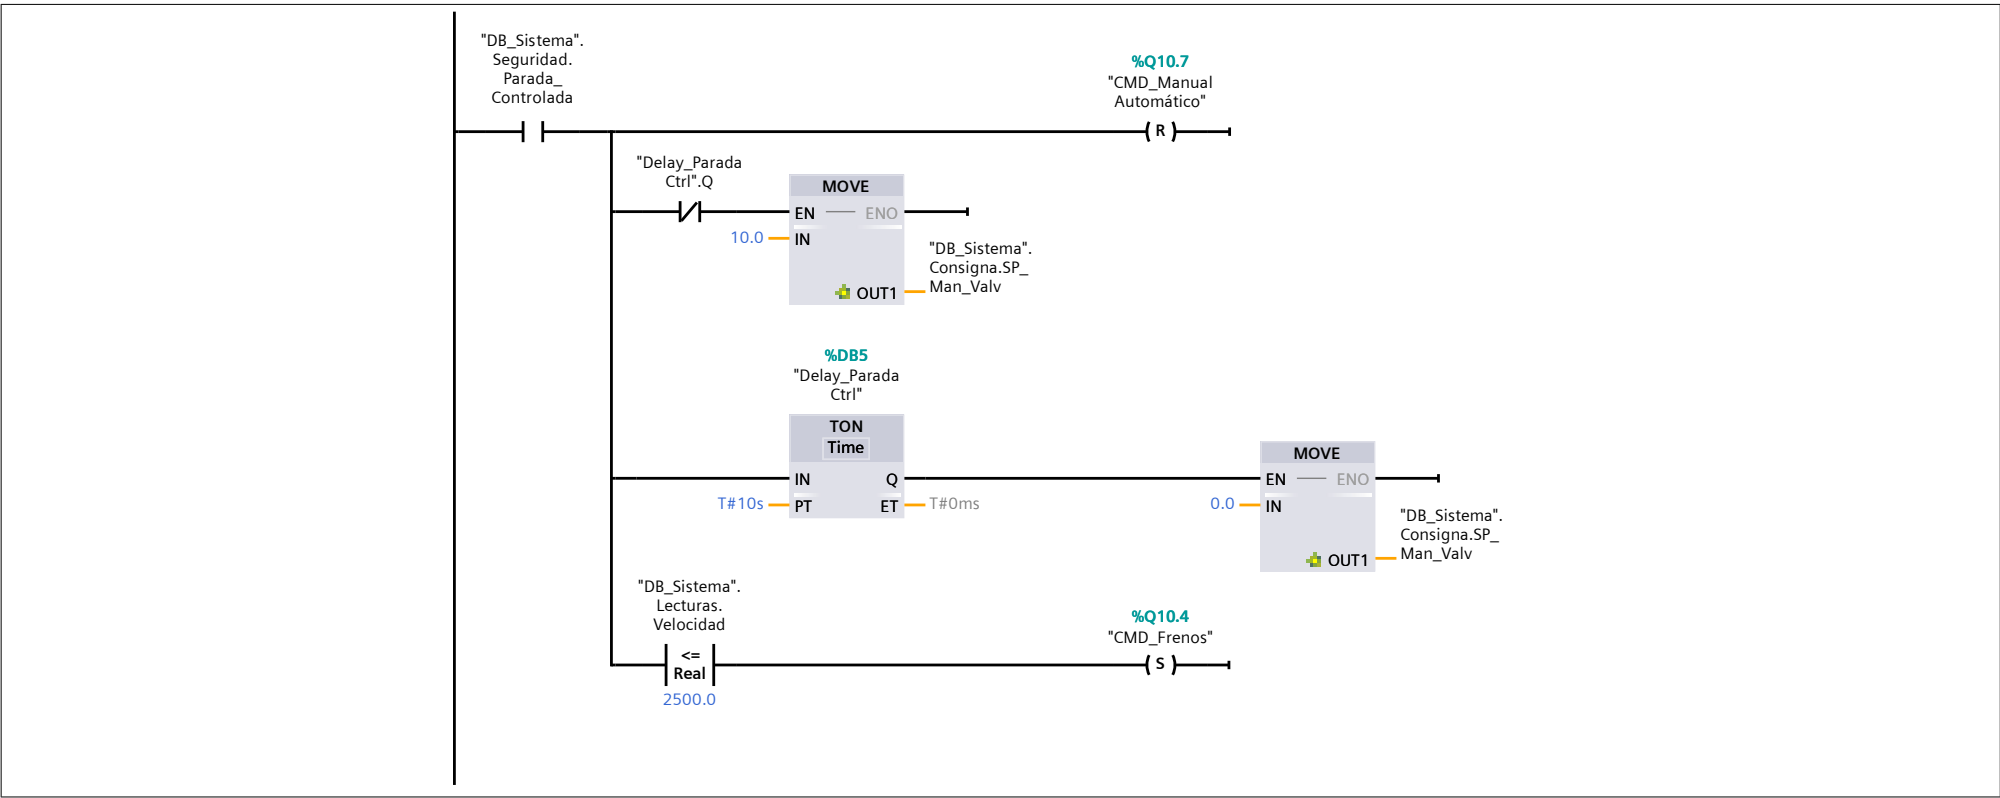 "DB_Sistema".
Seguridad.
Parada_
Controlada
%Q10.7
"CMD_Manual
Automático"
R
"Delay_Parada
Ctrl".Q
MOVE
EN
ENO
10.0
IN
"DB_Sistema".
Consigna.SP_
Man_Valv
OUT1
%DB5
"Delay_Parada
Ctrl"
TON
Time
IN
Q
T#10s
PT
ET
T#0ms
MOVE
EN
ENO
0.0
IN
"DB_Sistema".
Consigna.SP_
Man_Valv
OUT1
"DB_Sistema".
Lecturas.
Velocidad
<=
Real
2500.0
%Q10.4
"CMD_Frenos"
S